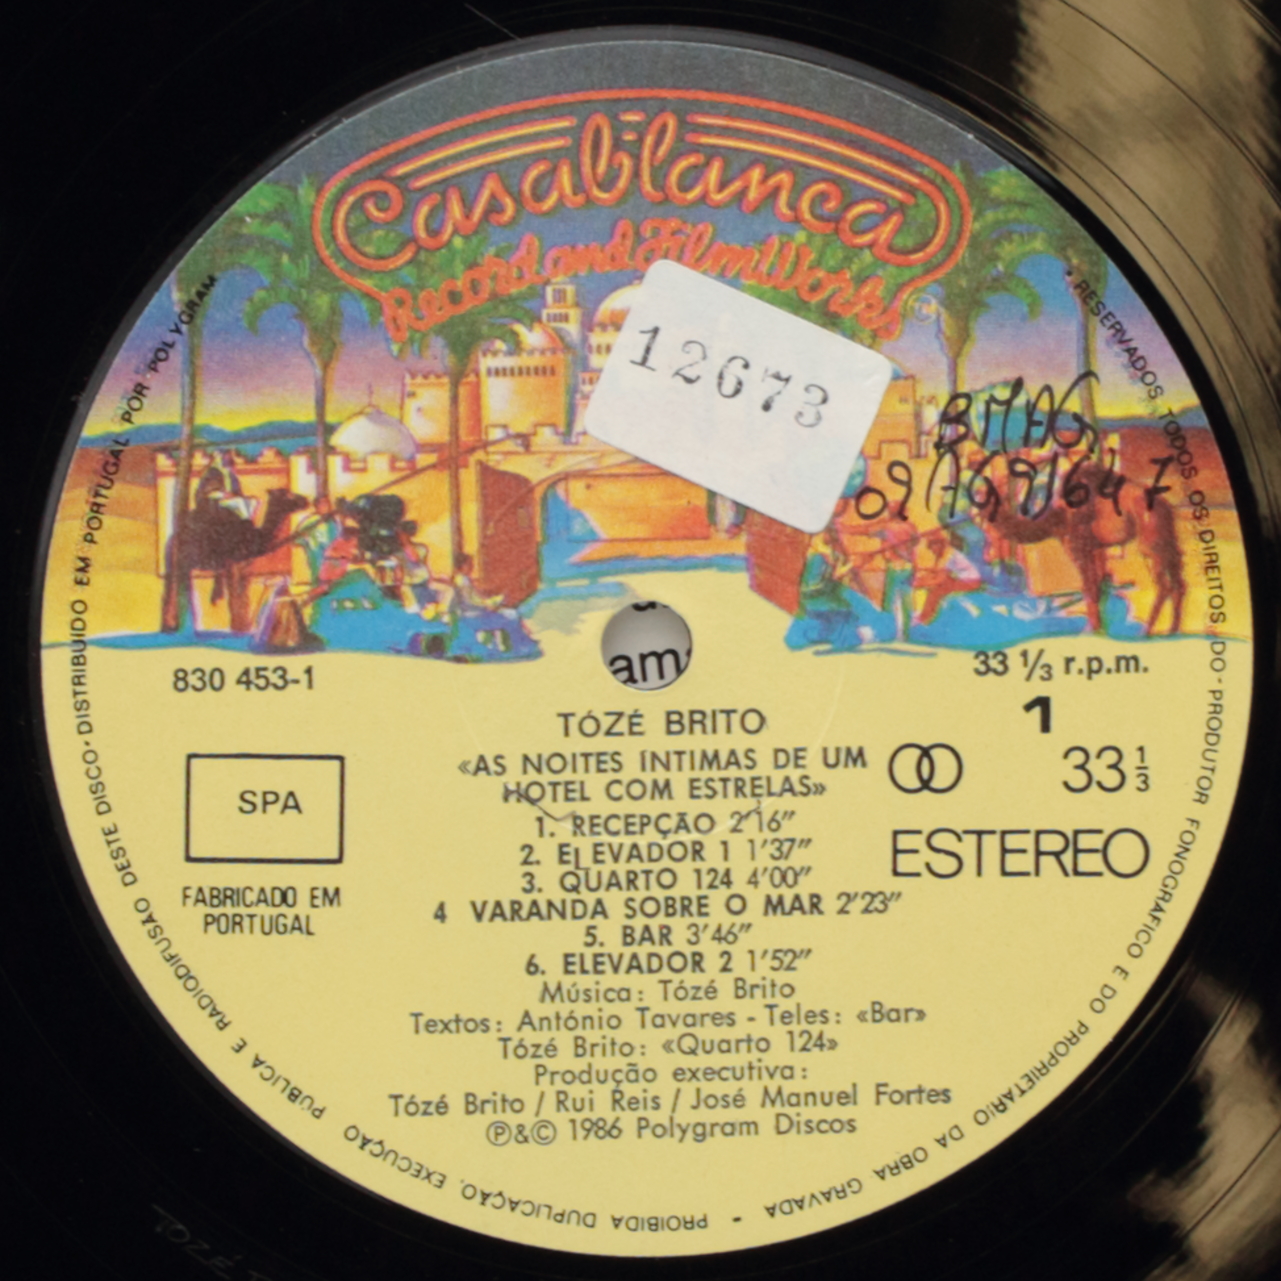 Casablanca
Record and FilmWorks
12673
BMAG
830 453-1
33 1/3 r.p.m.
1
TÓZÉ BRITO
«AS NOITES ÍNTIMAS DE UM
HOTEL COM ESTRELAS»
33 1/3
SPA
ESTEREO
FABRICADO EM
PORTUGAL
1. RECEPÇÃO 2'16"
2. ELEVADOR 1 1'37"
3. QUARTO 124 4'00"
4 VARANDA SOBRE O MAR 2'23"
5. BAR 3'46"
6. ELEVADOR 2 1'52"
Música: Tózé Brito
Textos: António Tavares - Teles: «Bar»
Tózé Brito: «Quarto 124»
Produção executiva:
Tózé Brito / Rui Reis / José Manuel Fortes
Ⓟ&© 1986 Polygram Discos
• RESERVADOS TODOS OS DIREITOS DO PRODUTOR FONOGRAFICO E DO PROPRIETARIO DA OBRA GRAVADA - PROIBIDA DUPLICAÇÃO, EXECUÇÃO PUBLICA E RADIODIFUSÃO DESTE DISCO • DISTRIBUIDO EM PORTUGAL POR POLYGRAM